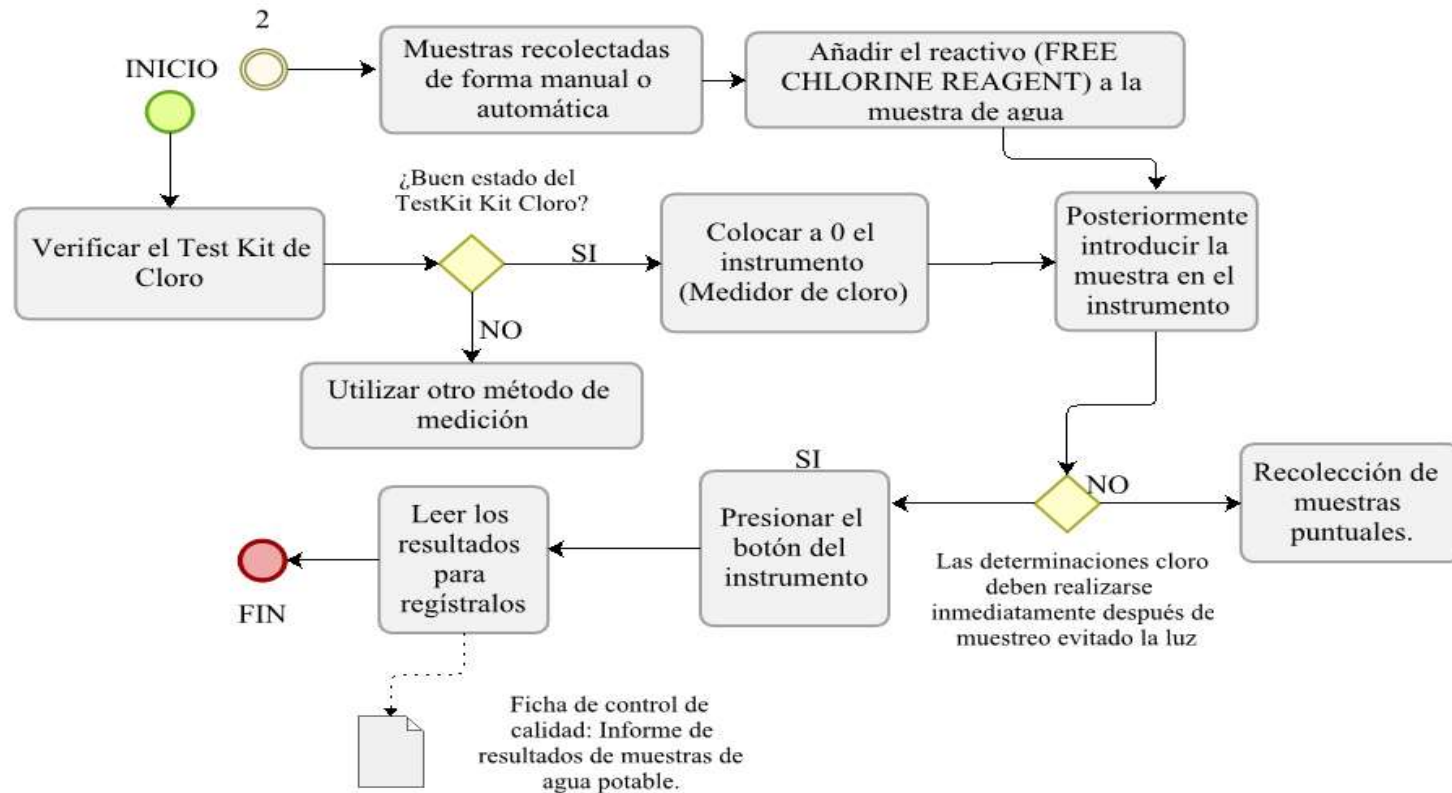 2
INICIO
Muestras recolectadas
de forma manual o
automática
Añadir el reactivo (FREE
CHLORINE REAGENT) a la
muestra de agua
¿Buen estado del
TestKit Kit Cloro?
Verificar el Test Kit de
Cloro
SI
Colocar a 0 el
instrumento
(Medidor de cloro)
Posteriormente
introducir la
muestra en el
instrumento
NO
Utilizar otro método de
medición
SI
NO
Recolección de
muestras
puntuales.
Leer los
resultados
para
regístralos
Presionar el
botón del
instrumento
Las determinaciones cloro
deben realizarse
inmediatamente después de
muestreo evitado la luz
FIN
Ficha de control de
calidad: Informe de
resultados de muestras de
agua potable.